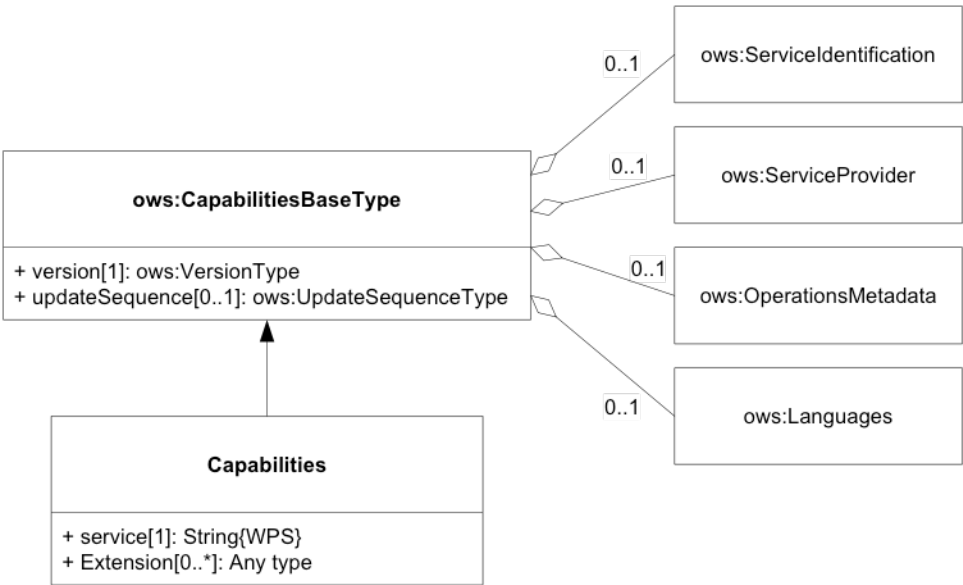 0..1
ows:ServiceIdentification
0..1
ows:ServiceProvider
ows:CapabilitiesBaseType
+ version[1]: ows:VersionType
+ updateSequence[0..1]: ows:UpdateSequenceType
0..1
ows:OperationsMetadata
0..1
ows:Languages
Capabilities
+ service[1]: String{WPS}
+ Extension[0..*]: Any type